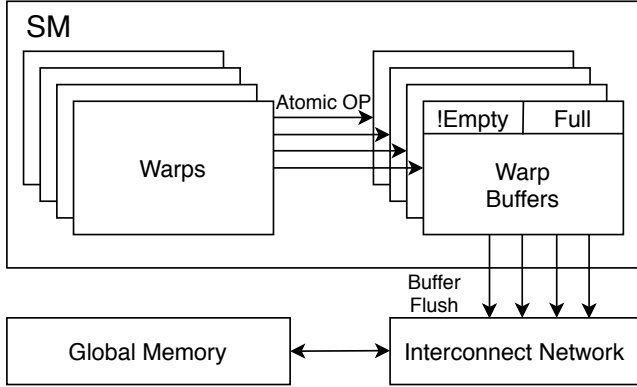 SM
Atomic OP
!Empty
Full
Warps
Warp
Buffers
Buffer
Flush
Global Memory
Interconnect Network